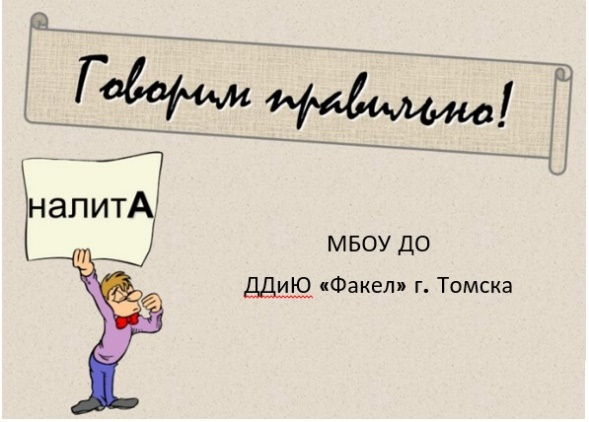 Говорим правильно!
налитА
МБОУ ДО
ДДиЮ «Факел» г. Томска